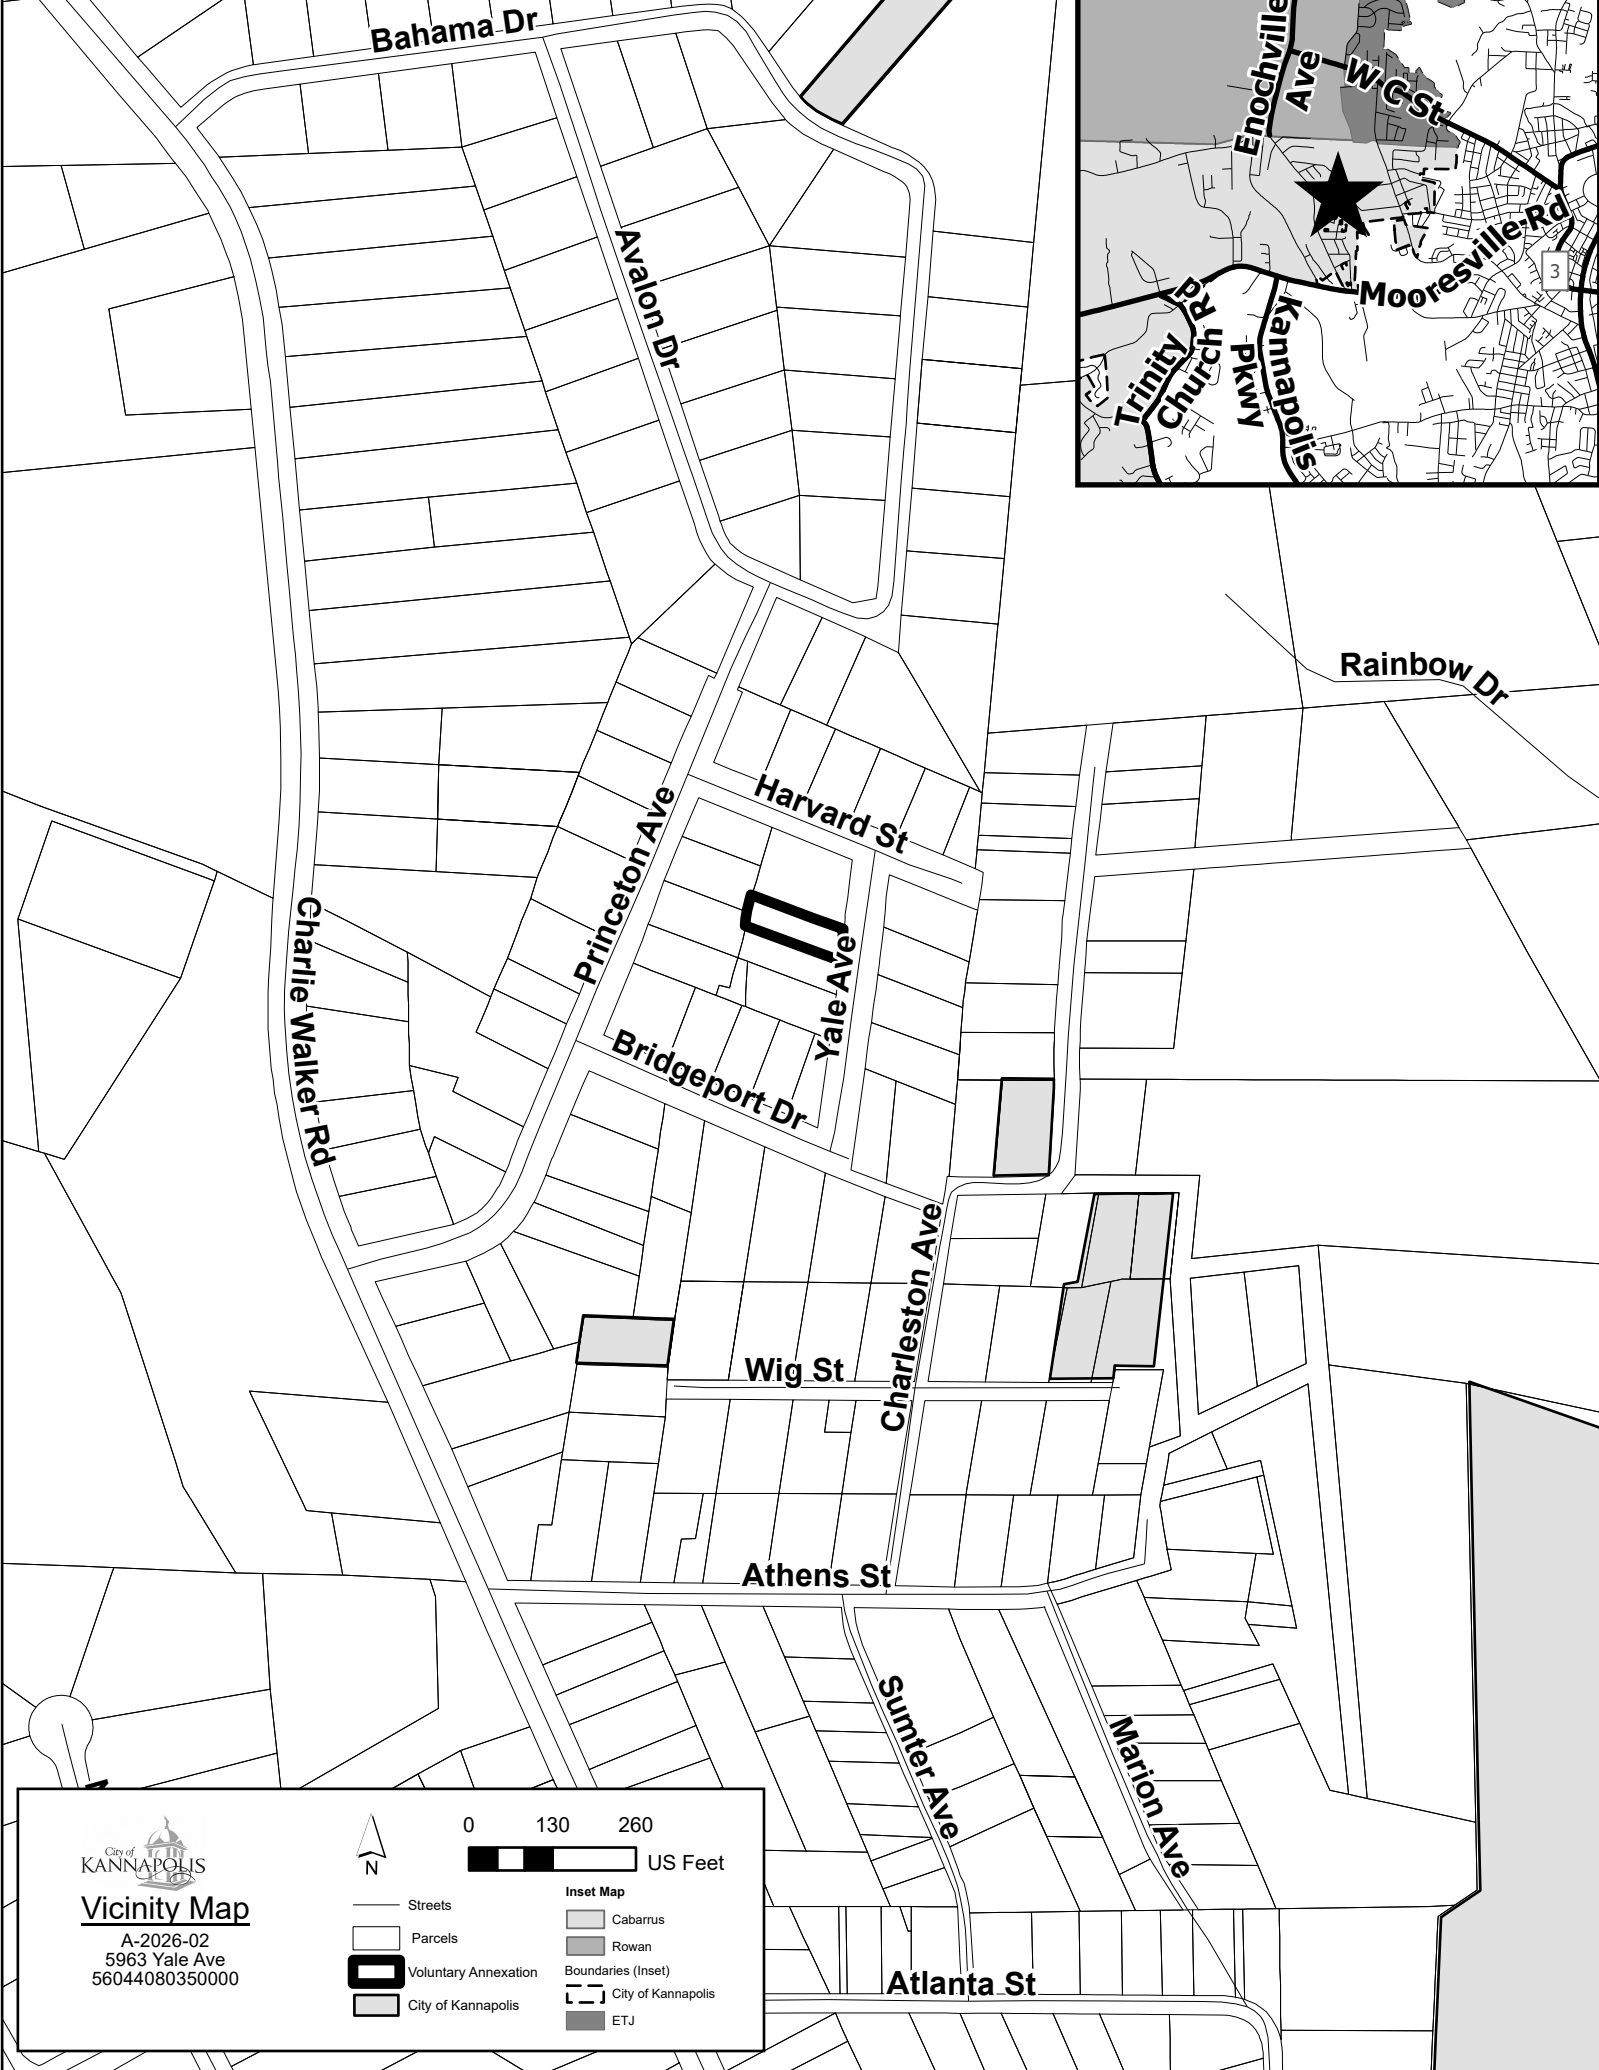 Bahama Dr
Avalon Dr
Enochville
Ave
W C St
Mooresville Rd
3
Trinity
Church Rd
Kannapolis
Pkwy
Rainbow Dr
Harvard St
Princeton Ave
Charlie Walker Rd
Yale Ave
Bridgeport Dr
Charleston Ave
Wig St
Athens St
Sumter Ave
Marion Ave
Atlanta St
City of
KANNAPOLIS
Vicinity Map
A-2026-02
5963 Yale Ave
56044080350000
N
0 130 260
US Feet
Streets
Parcels
Voluntary Annexation
City of Kannapolis
Inset Map
Cabarrus
Rowan
Boundaries (Inset)
City of Kannapolis
ETJ